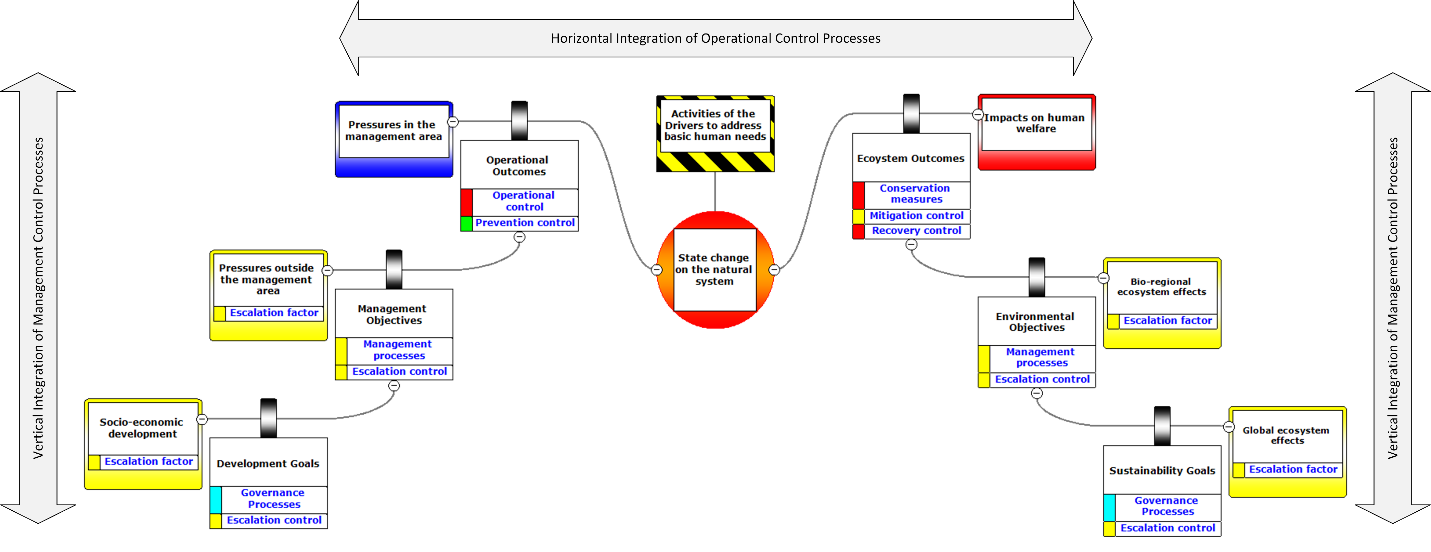 Horizontal Integration of Operational Control Processes
Vertical Integration of Management Control Processes
Pressures in the
management area
Operational
Outcomes
Operational
control
Prevention control
Activities of the
Drivers to address
basic human needs
State change
on the natural
system
Ecoystem Outcomes
Conservation
measures
Mitigation control
Recovery control
Impacts on human
welfare
Pressures outside
the management
area
Escalation factor
Management
Objectives
Management
processes
Escalation control
Environmental
Objectives
Management
processes
Escalation control
Bio-regional
ecosystem effects
Escalation factor
Socio-economic
development
Escalation factor
Development Goals
Governance
Processes
Escalation control
Sustainability Goals
Governance
Processes
Escalation control
Global ecosystem
effects
Escalation factor
Vertical Integration of Management Control Processes